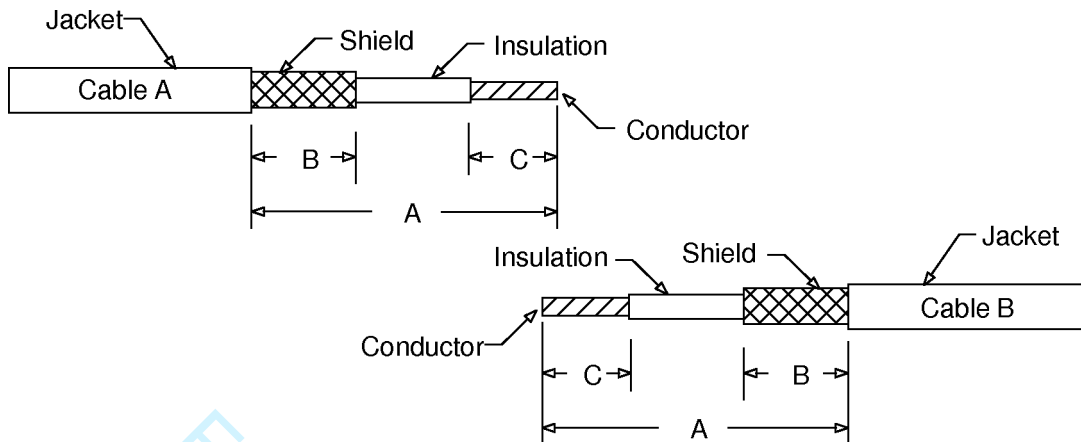 Jacket
Shield
Insulation
Cable A
Conductor
B
C
A
Jacket
Insulation
Shield
Cable B
Conductor
C
B
A